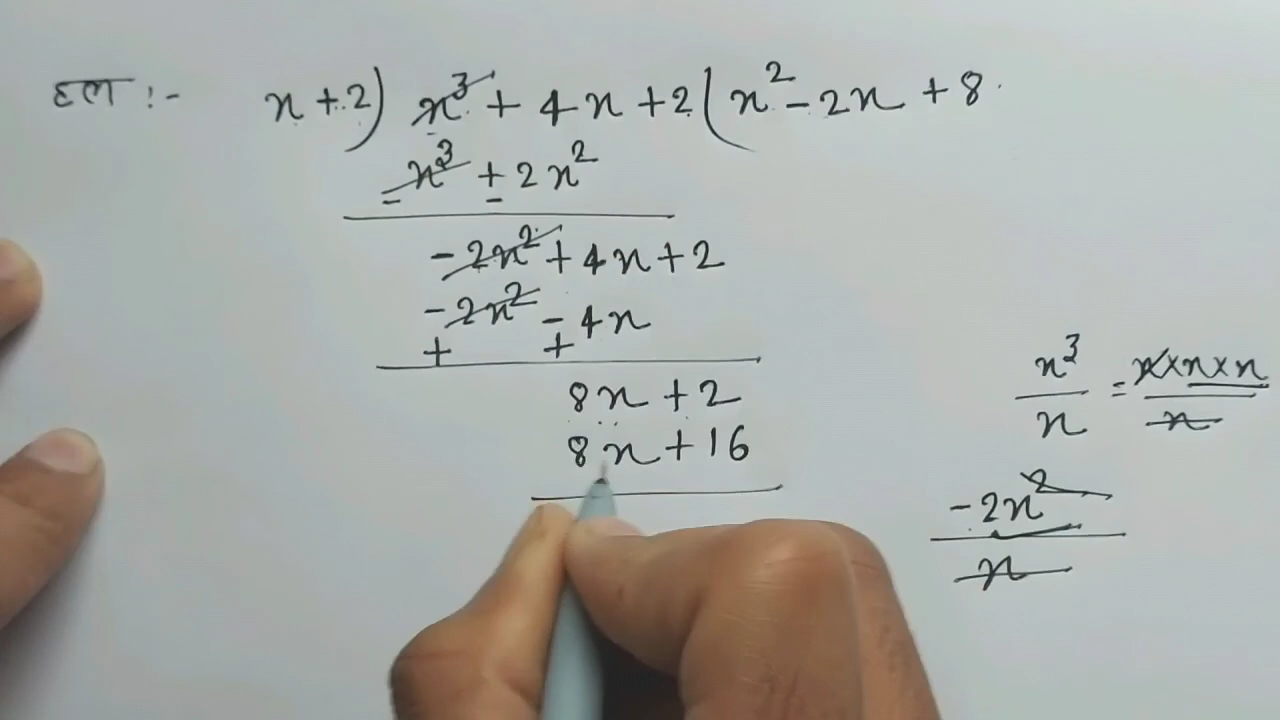 हल :- x + 2) x³ + 4x + 2 ( x² - 2x + 8
x³ + 2x²
- -
- 2x² + 4x + 2
- 2x² - 4x
+ +
8x + 2
8x + 16
x³/x = x×x×x/x
-2x²/x